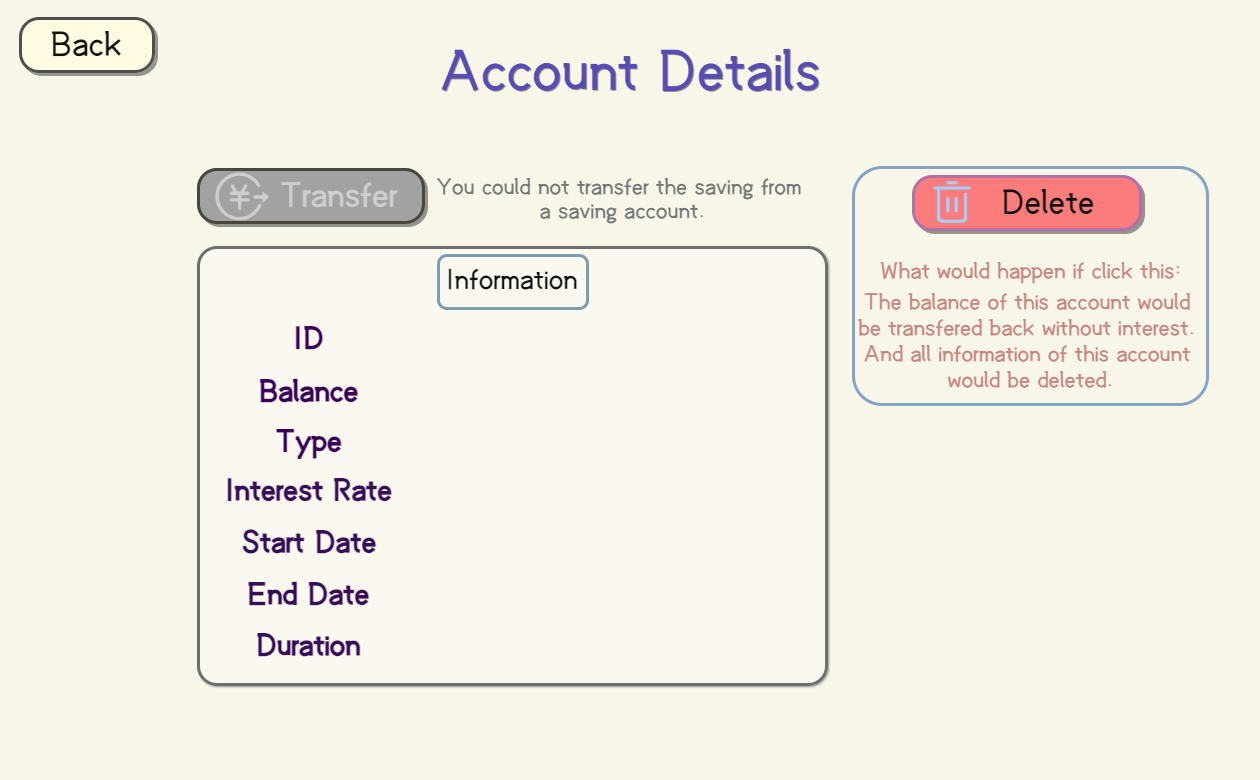 Back
Account Details
Transfer
You could not transfer the saving from
a saving account.
Delete
What would happen if click this:
The balance of this account would
be transfered back without interest.
And all information of this account
would be deleted.
Information
ID
Balance
Type
Interest Rate
Start Date
End Date
Duration